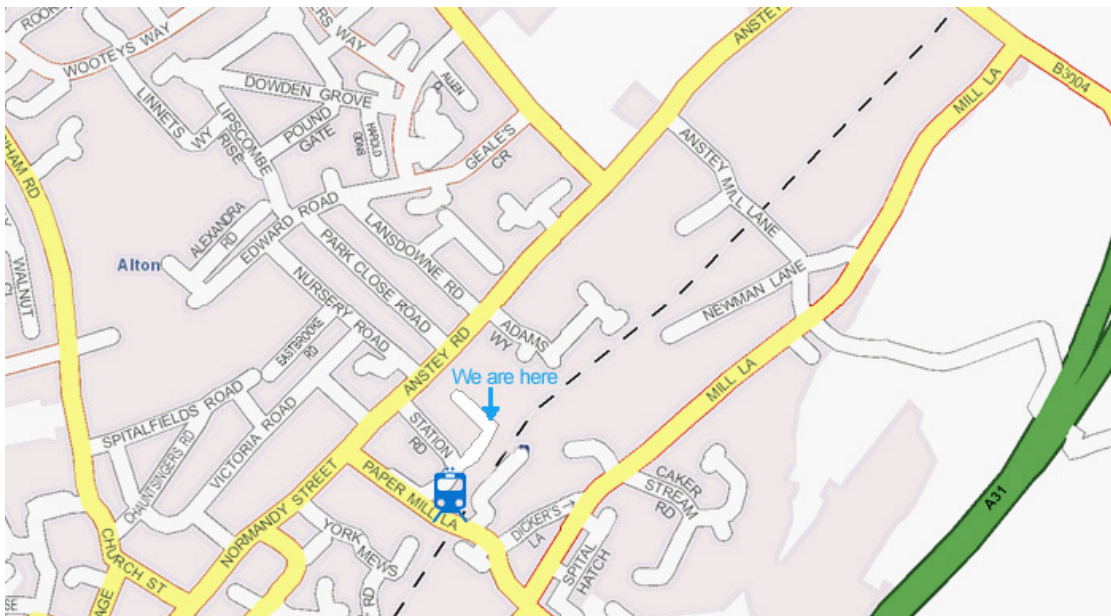 WOOTEYS WAY
ANSTEY
B3004
ALLEN
DOWDEN GROVE
LINNETS
WY
LIPSCOMBE
RISE
POUND
GATE
HAROLD
GDNS
GEALE'S
CR
MILL LA
ANSTEY MILL LANE
ALEXANDRA
RD
EDWARD ROAD
LANSDOWNE RD
PARK CLOSE ROAD
Alton
WALNUT
NURSERY ROAD
NEWMAN LANE
ADAMS
WY
EASTBROOKE
RD
ANSTEY RD
We are here
MILL LA
SPITALFIELDS ROAD
VICTORIA ROAD
CHAUNTSINGERS RD
STATION
RD
NORMANDY STREET
PAPER MILL LA
CAKER
STREAM
RD
DICKER'S →
LA
A31
YORK
MEWS
SPITAL
HATCH
CHURCH ST